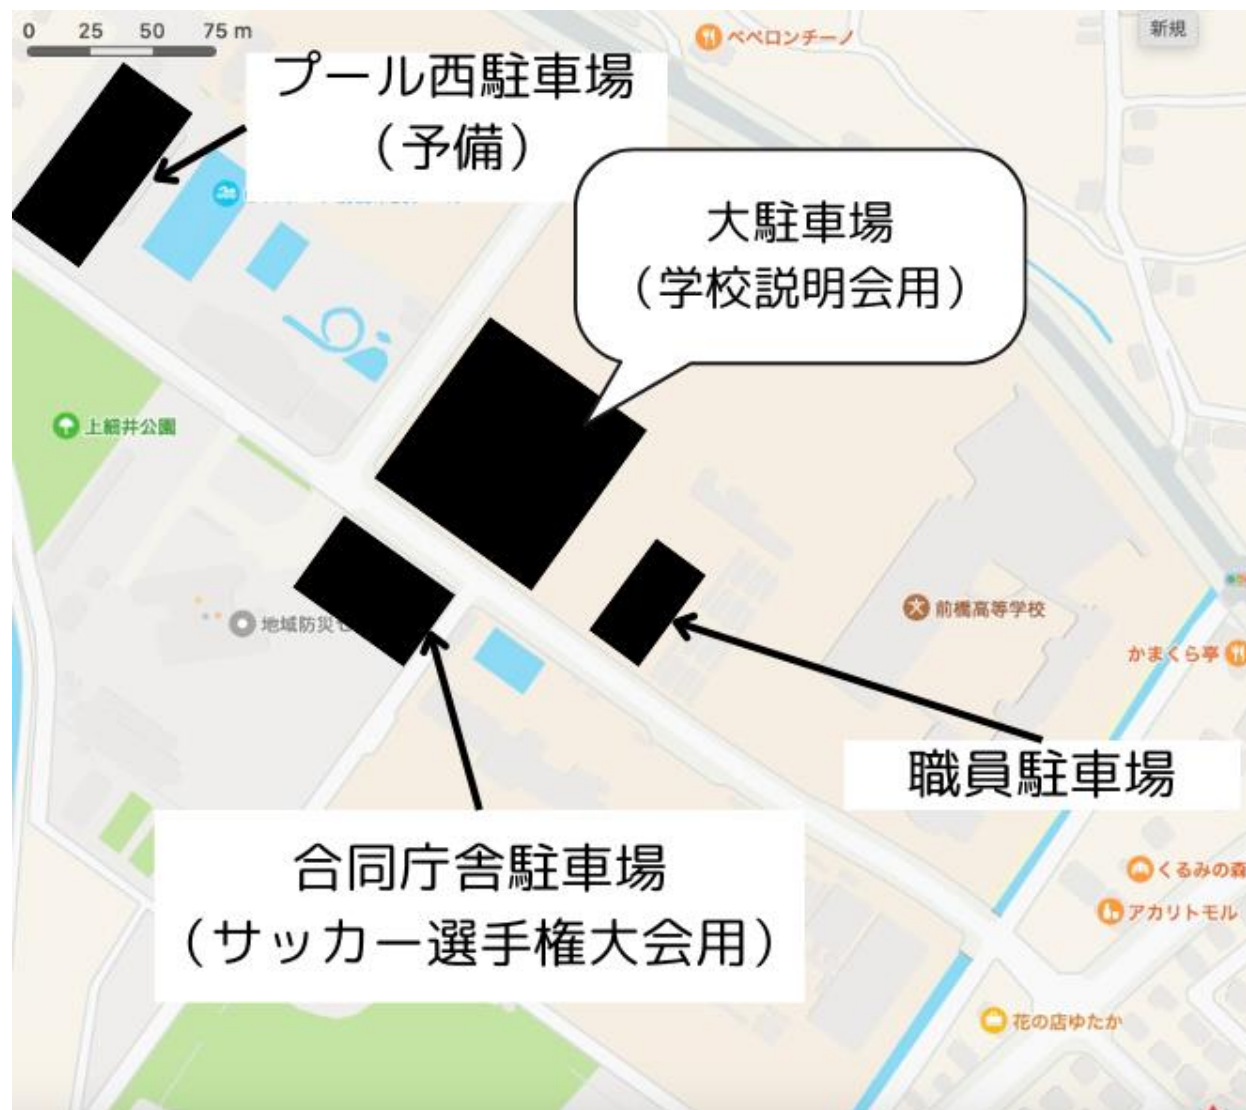 0 25 50 75 m
ペペロンチーノ
新規
プール西駐車場
（予備）
大駐車場
（学校説明会用）
上細井公園
地域防災セ
前橋高等学校
かまくら亭
職員駐車場
合同庁舎駐車場
（サッカー選手権大会用）
くるみの森
アカリトモル
花の店ゆたか